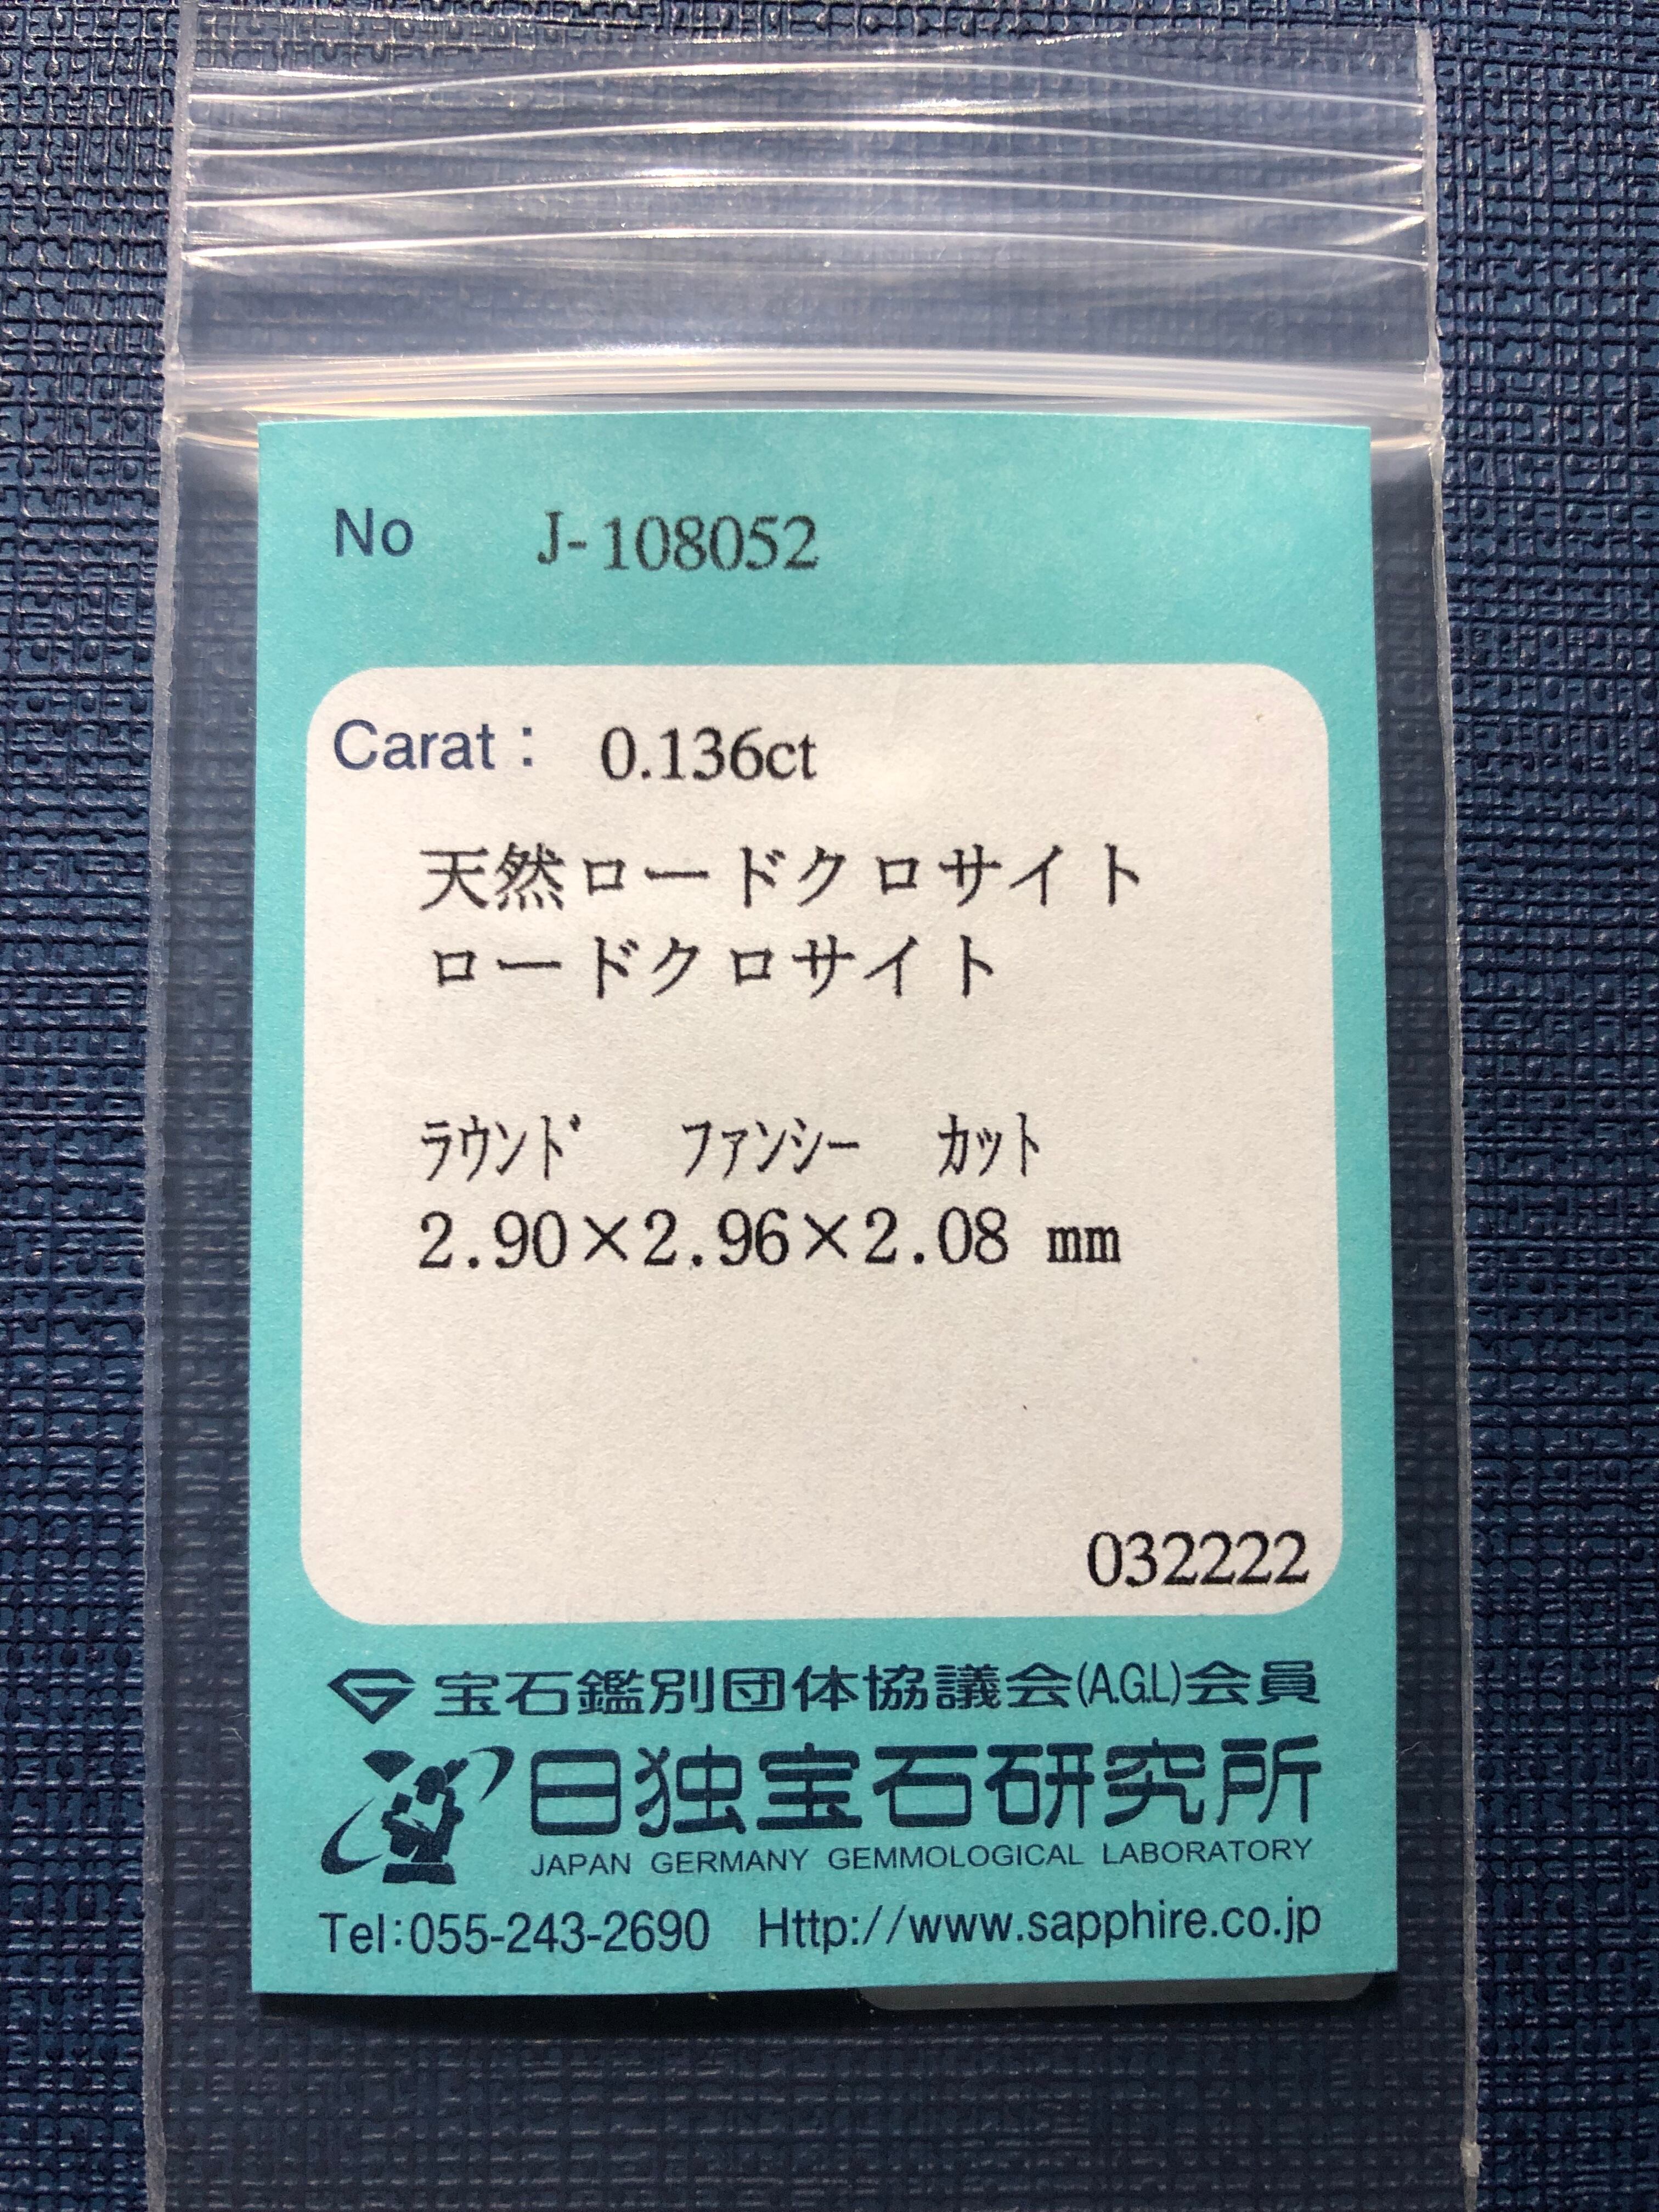 No J-108052
Carat : 0.136ct
天然ロードクロサイト
ロードクロサイト
ﾗｳﾝﾄﾞ ﾌｧﾝｼｰ ｶｯﾄ
2.90×2.96×2.08 mm
032222
宝石鑑別団体協議会(A.G.L)会員
日独宝石研究所
JAPAN GERMANY GEMMOLOGICAL LABORATORY
Tel:055-243-2690 Http://www.sapphire.co.jp